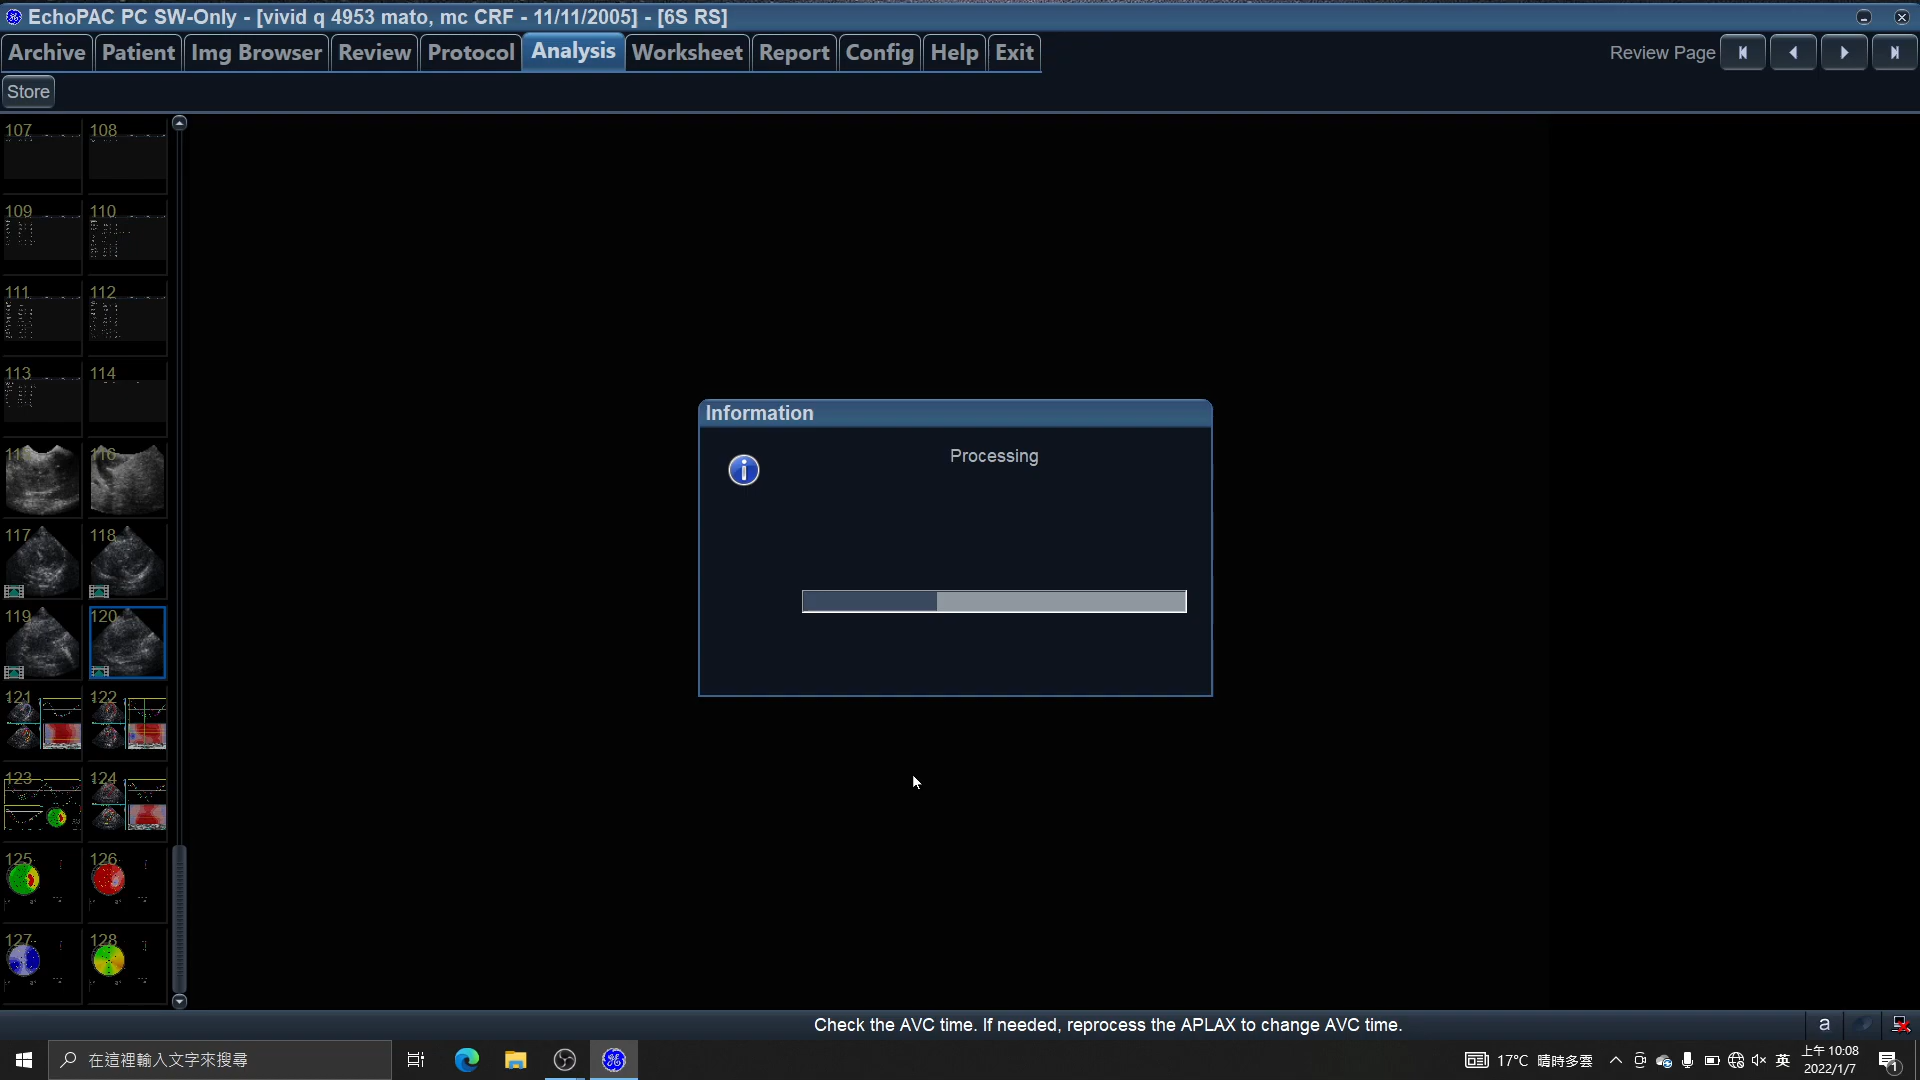 EchoPAC PC SW-Only - [vivid q 4953 mato, mc CRF - 11/11/2005] - [6S RS]
Archive Patient Img Browser Review Protocol Analysis Worksheet Report Config Help Exit Review Page
Store
107 108
109 110
111 112
113 114
116
117 118
119 120
121 122
123 124
125 126
127 128
Information
Processing
Check the AVC time. If needed, reprocess the APLAX to change AVC time.
a
在這裡輸入文字來搜尋
17°C 晴時多雲
英
上午 10:08
2022/1/7
1